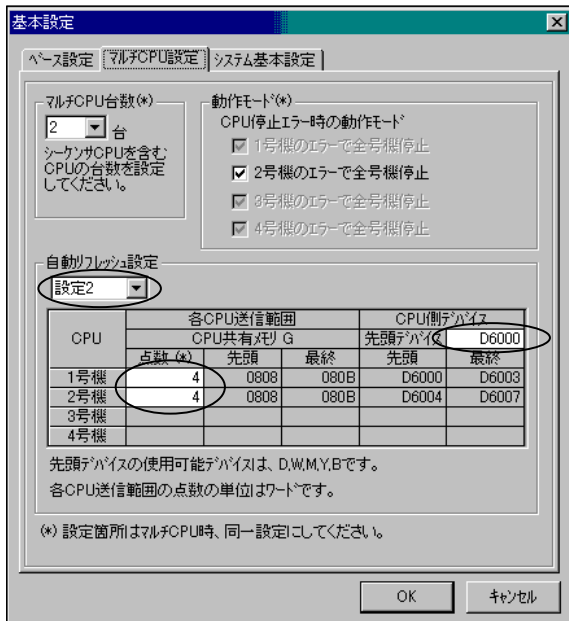 基本設定
ﾍﾞｰｽ設定 ﾏﾙﾁCPU設定 ｼｽﾃﾑ基本設定
ﾏﾙﾁCPU台数(*)
2 台
ｼｰｹﾝｻCPUを含む
CPUの台数を設定
してください。
動作ﾓｰﾄﾞ(*)
CPU停止ｴﾗｰ時の動作ﾓｰﾄﾞ
1号機のｴﾗｰで全号機停止
2号機のｴﾗｰで全号機停止
3号機のｴﾗｰで全号機停止
4号機のｴﾗｰで全号機停止
自動ﾘﾌﾚｯｼｭ設定
設定2
CPU 各CPU送信範囲 CPU側ﾃﾞﾊﾞｲｽ
CPU共有ﾒﾓﾘ G 先頭ﾃﾞﾊﾞｲｽ D6000
点数 (*) 先頭 最終 先頭 最終
1号機 4 0808 080B D6000 D6003
2号機 4 0808 080B D6004 D6007
3号機
4号機
先頭ﾃﾞﾊﾞｲｽの使用可能ﾃﾞﾊﾞｲｽは、D,W,M,Y,Bです。
各CPU送信範囲の点数の単位はﾜｰﾄﾞです。
(*) 設定箇所はﾏﾙﾁCPU時、同一設定にしてください。
OK ｷｬﾝｾﾙ